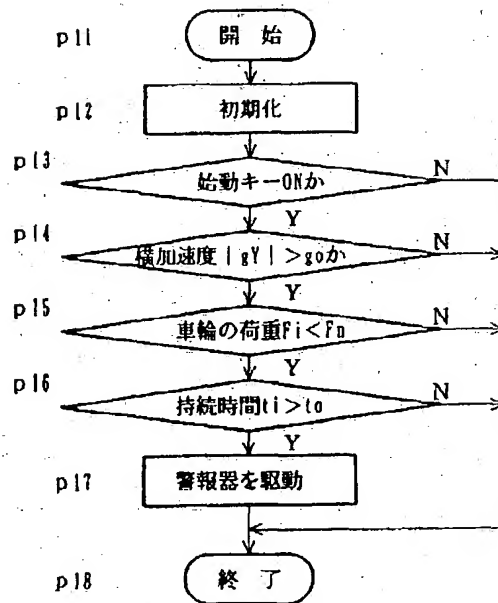 p11
開 始
p12
初期化
p13
始動キーONか
N
Y
p14
横加速度|gY|>goか
N
Y
p15
車輪の荷重Fi<Fn
N
Y
p16
持続時間ti>to
N
Y
p17
警報器を駆動
p18
終 了